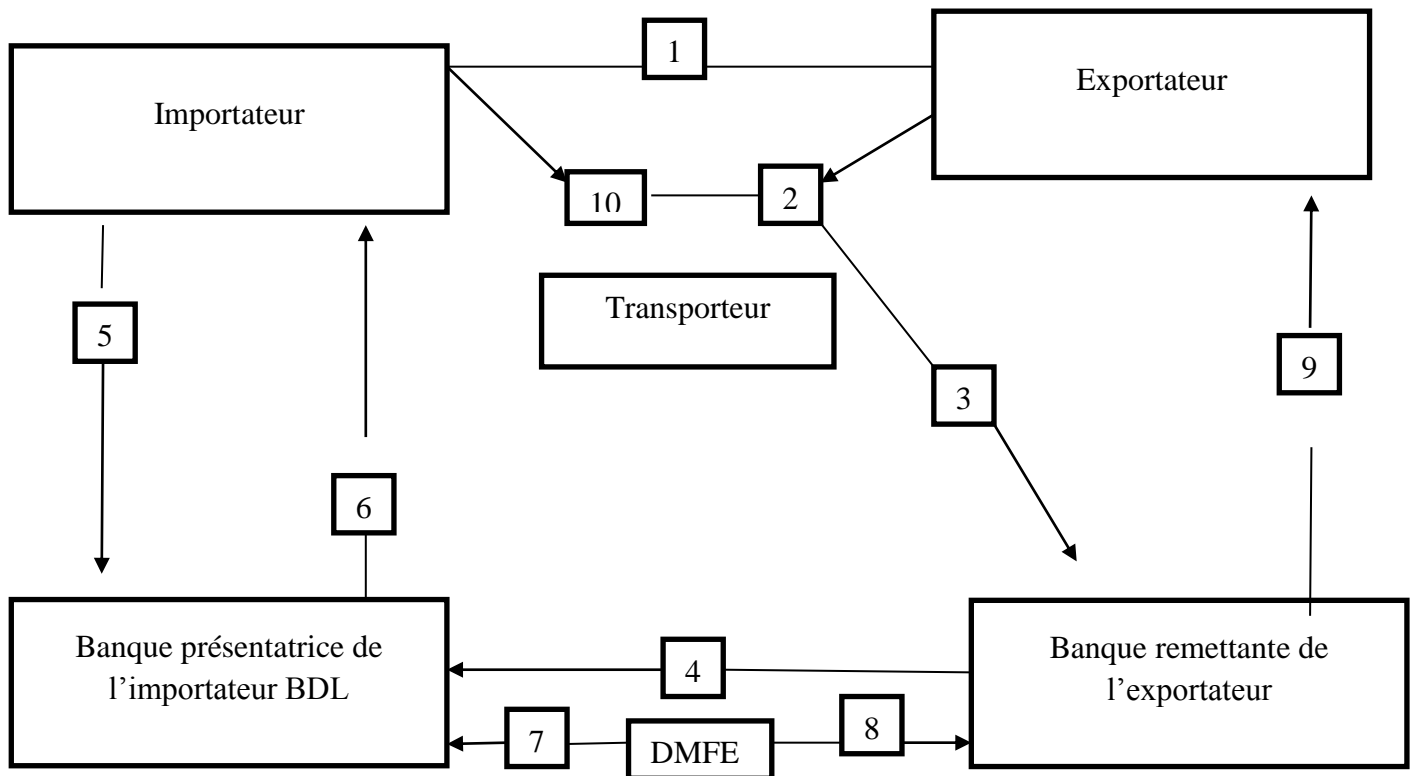 1
Exportateur
Importateur
10
2
Transporteur
5
9
3
6
Banque présentatrice de
l’importateur BDL
4
Banque remettante de
l’exportateur
7
DMFE
8